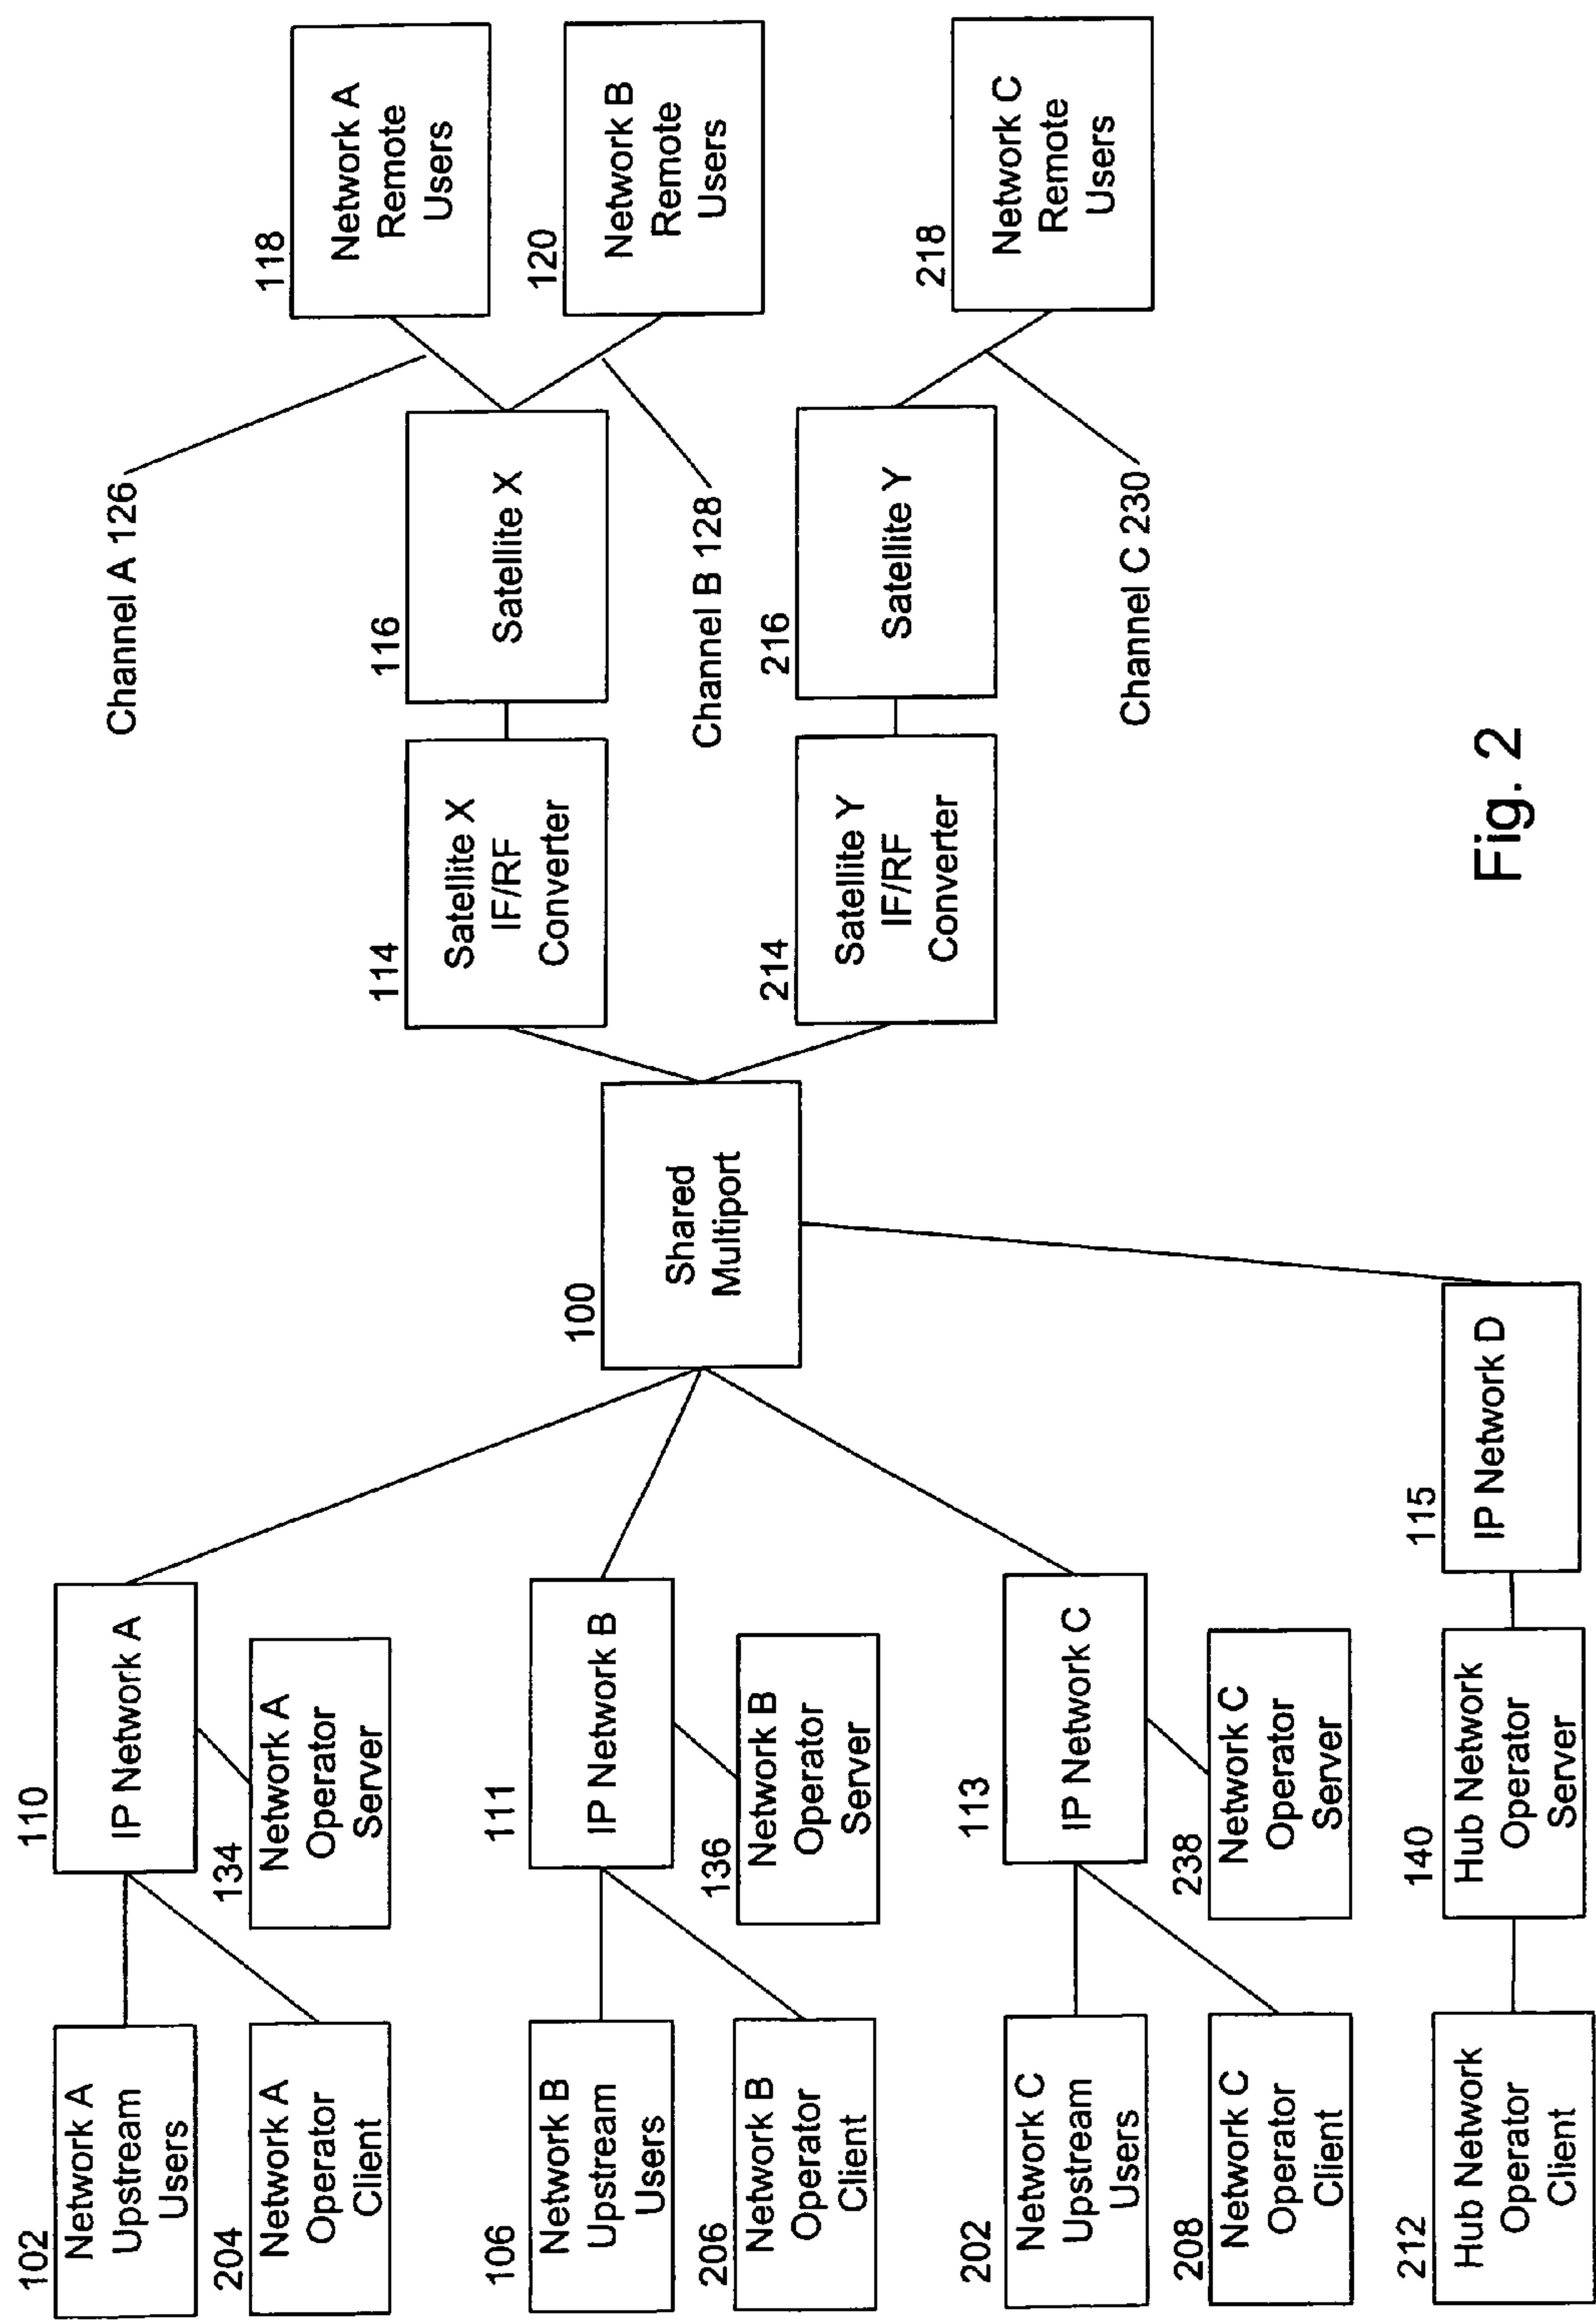 118
Network A
Remote
Users
120
Network B
Remote
Users
218
Network C
Remote
Users
Channel A 126
116
Satellite X
Channel B 128
216
Satellite Y
Channel C 230
114
Satellite X
IF/RF
Converter
214
Satellite Y
IF/RF
Converter
100
Shared
Multiport
110
IP Network A
134
Network A
Operator
Server
111
IP Network B
136
Network B
Operator
Server
113
IP Network C
238
Network C
Operator
Server
115
IP Network D
140
Hub Network
Operator
Server
102
Network A
Upstream
Users
204
Network A
Operator
Client
106
Network B
Upstream
Users
206
Network B
Operator
Client
202
Network C
Upstream
Users
208
Network C
Operator
Client
212
Hub Network
Operator
Client
Fig. 2